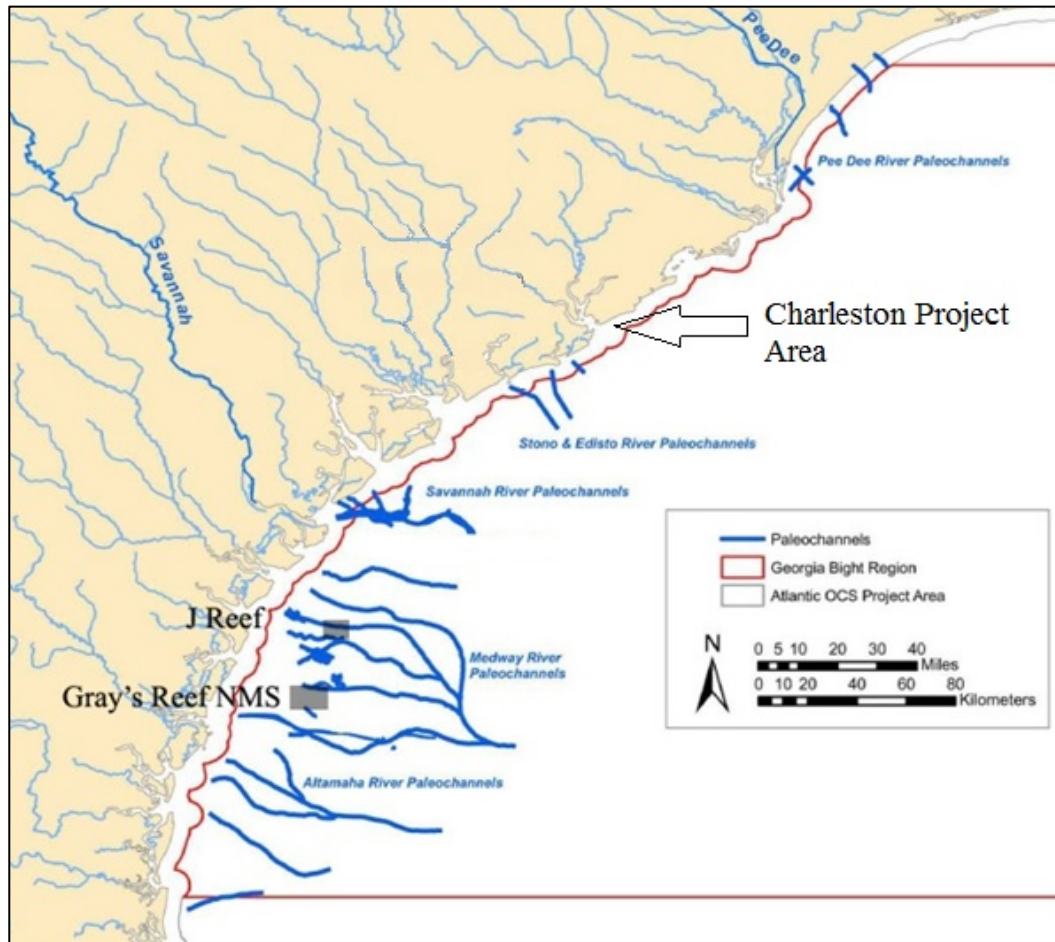 PeeDee
Savannah
Pee Dee River Paleochannels
Charleston Project
Area
Stono & Edisto River Paleochannels
Savannah River Paleochannels
Paleochannels
Georgia Bight Region
Atlantic OCS Project Area
J Reef
Medway River
Paleochannels
Gray's Reef NMS
N
0 5 10 20 30 40
Miles
0 10 20 40 60 80
Kilometers
Altamaha River Paleochannels